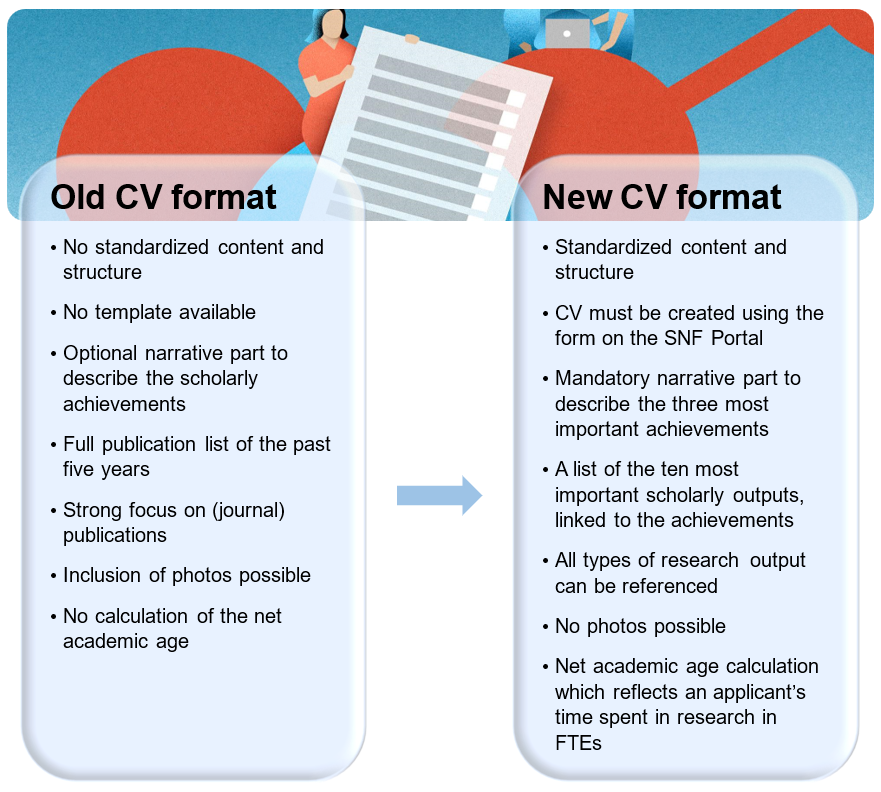 Old CV format
• No standardized content and
structure
• No template available
• Optional narrative part to
describe the scholarly
achievements
• Full publication list of the past
five years
• Strong focus on (journal)
publications
• Inclusion of photos possible
• No calculation of the net
academic age
New CV format
• Standardized content and
structure
• CV must be created using the
form on the SNF Portal
• Mandatory narrative part to
describe the three most
important achievements
• A list of the ten most
important scholarly outputs,
linked to the achievements
• All types of research output
can be referenced
• No photos possible
• Net academic age calculation
which reflects an applicant’s
time spent in research in
FTEs